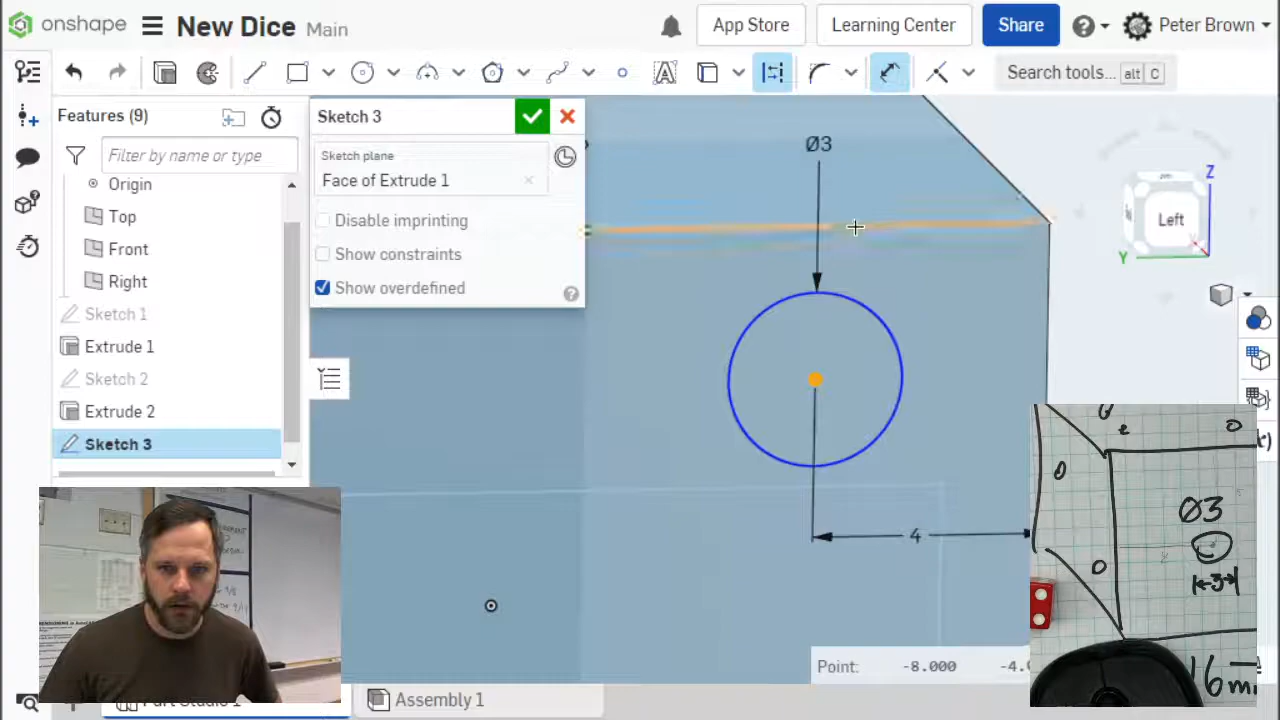 onshape New Dice Main App Store Learning Center Share Peter Brown
Search tools... alt C
Features (9)
Filter by name or type
Origin
Top
Front
Right
Sketch 1
Extrude 1
Sketch 2
Extrude 2
Sketch 3
Sketch 3
Sketch plane
Face of Extrude 1
Disable imprinting
Show constraints
Show overdefined
Ø3
4
Z
Left
Y
Point: -8.000
Assembly 1
Ø3
3
16